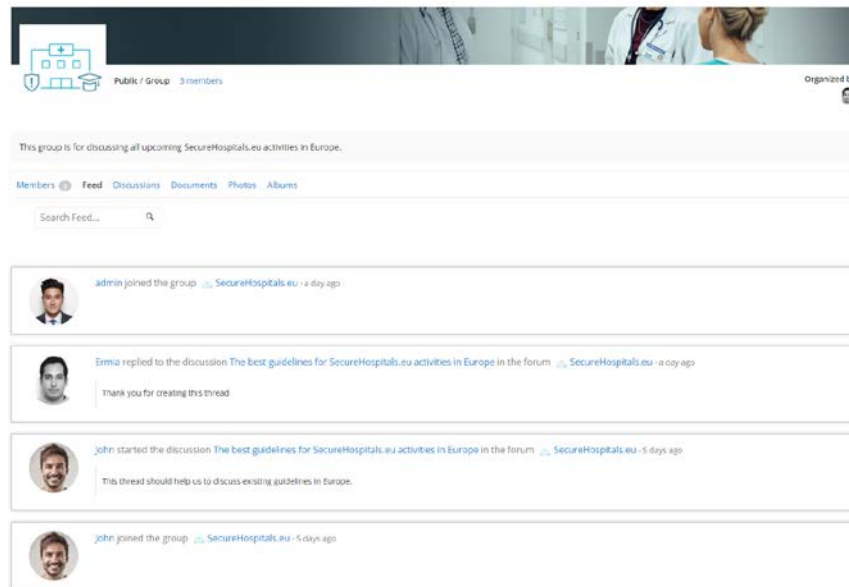 Public / Group 3 members
Organized b
This group is for discussing all upcoming SecureHospitals.eu activities in Europe.
Members 3 Feed Discussions Documents Photos Albums
Search Feed...
admin joined the group SecureHospitals.eu - a day ago
Ermia replied to the discussion The best guidelines for SecureHospitals.eu activities in Europe in the forum SecureHospitals.eu - a day ago
Thank you for creating this thread
john started the discussion The best guidelines for SecureHospitals.eu activities in Europe in the forum SecureHospitals.eu - 5 days ago
This thread should help us to discuss existing guidelines in Europe.
john joined the group SecureHospitals.eu - 5 days ago